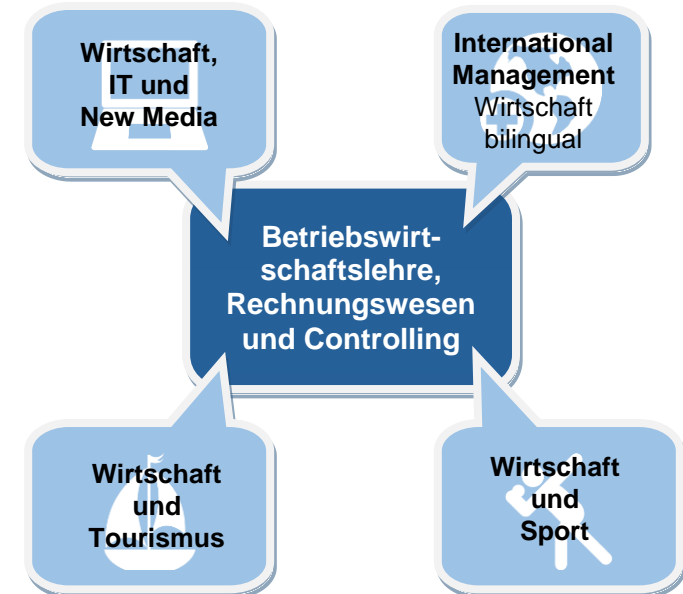 Wirtschaft,
IT und
New Media
International
Management
Wirtschaft
bilingual
Betriebswirt-
schaftslehre,
Rechnungswesen
und Controlling
Wirtschaft
und
Tourismus
Wirtschaft
und
Sport